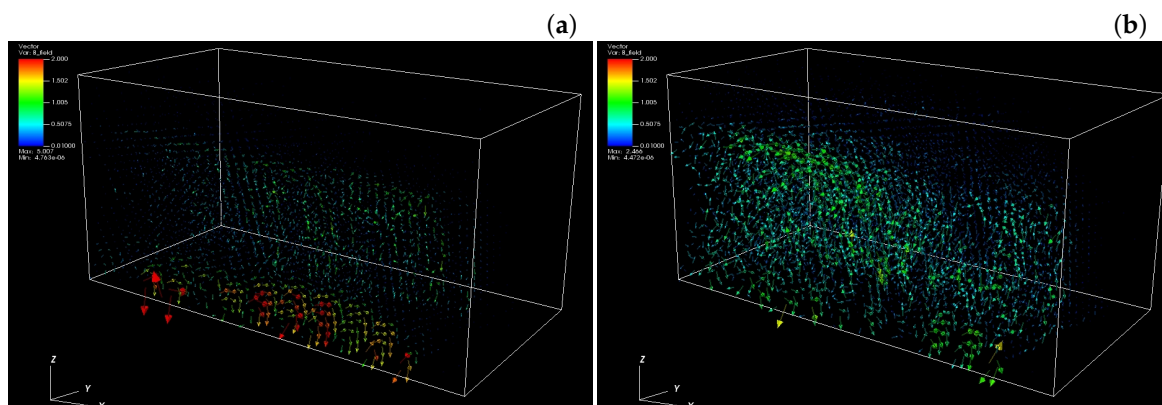 (a)
Vector
Var: B_field
2.000
1.502
1.005
0.5075
0.01000
Max: 5.007
Min: 4.763e-06
Z
Y
(b)
Vector
Var: B_field
2.000
1.502
1.005
0.5075
0.01000
Max: 2.466
Min: 4.472e-06
Z
Y